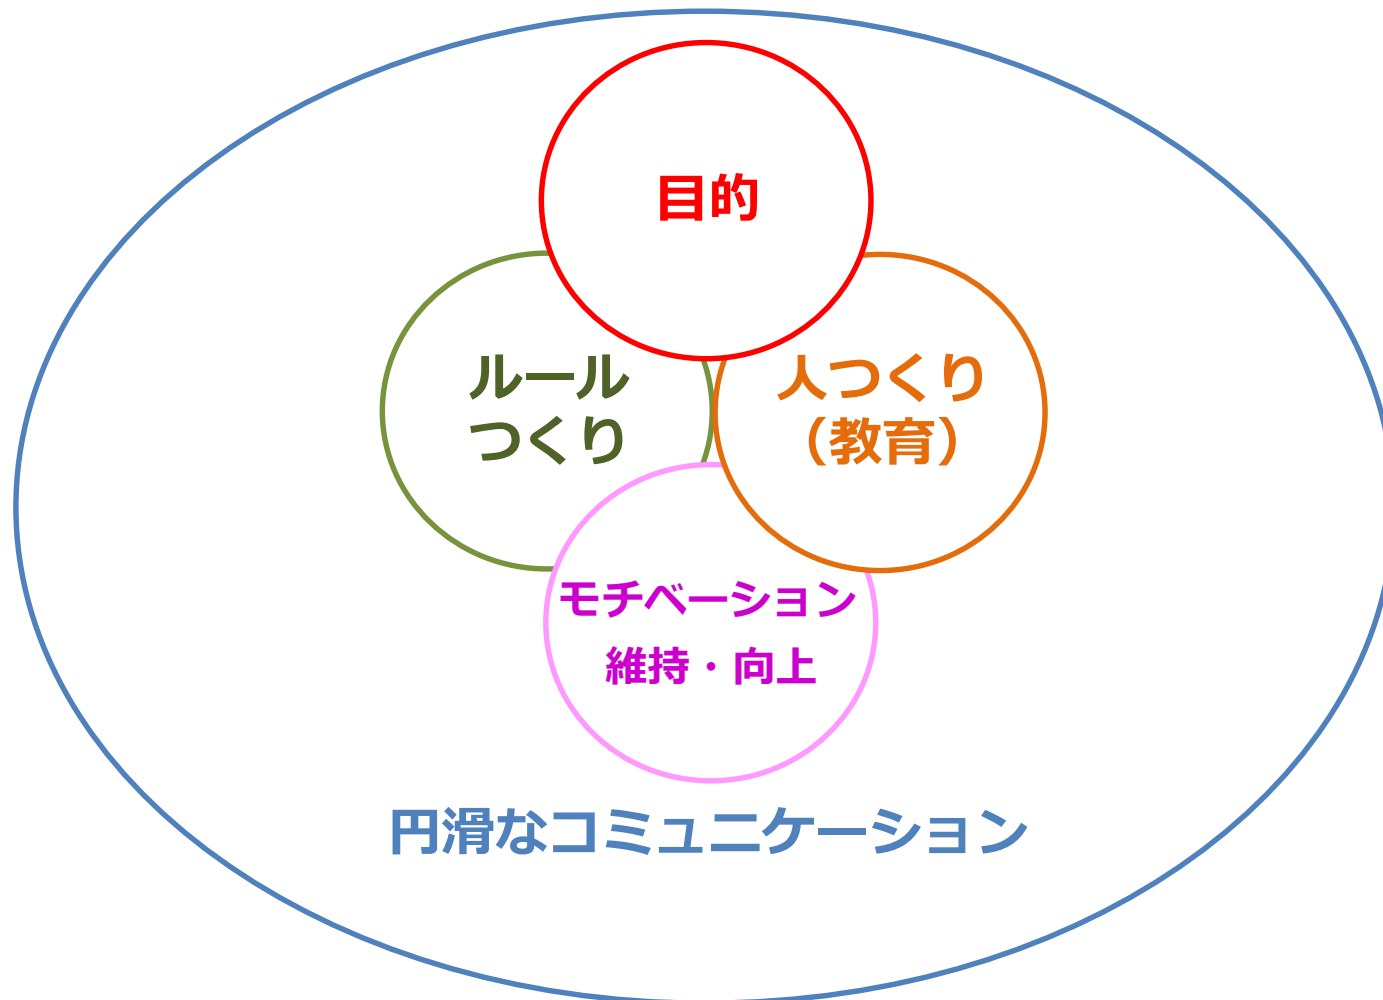 目的
ルール
つくり
人つくり
（教育）
モチベーション
維持・向上
円滑なコミュニケーション